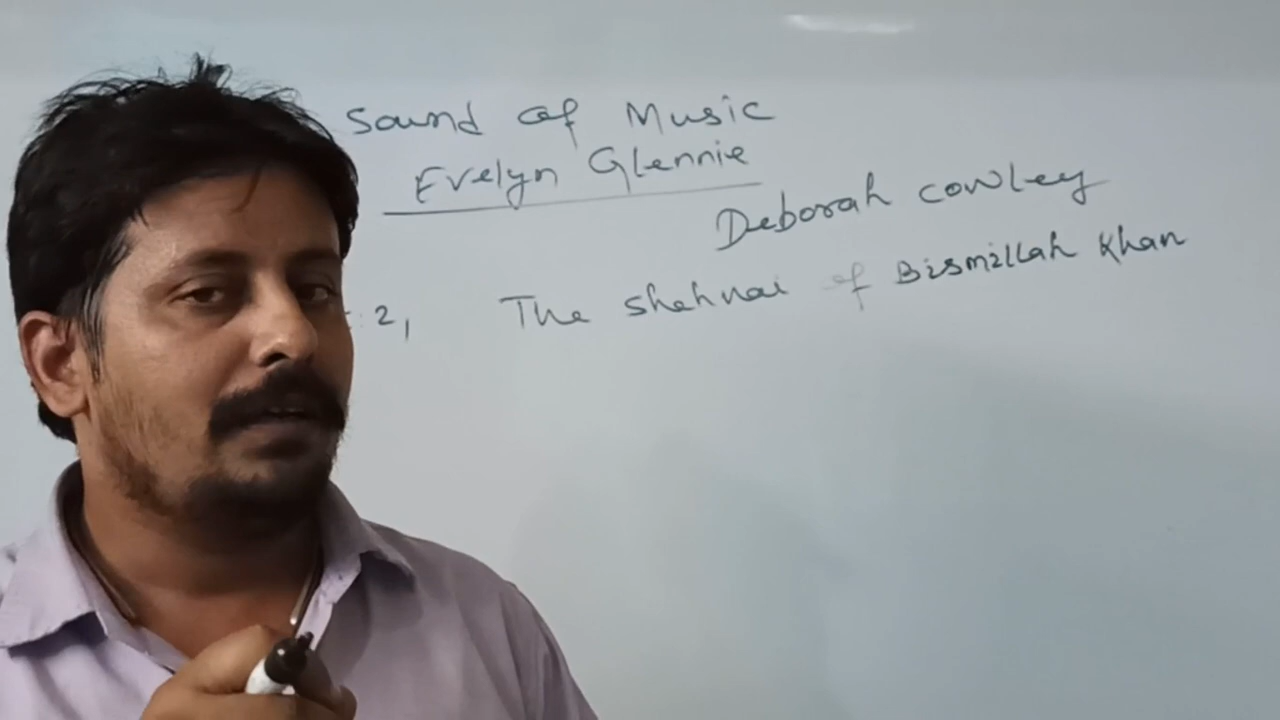 Sound of Music
Evelyn Glennie
Deborah Cowley
: 2, The Shehnai of Bismillah Khan